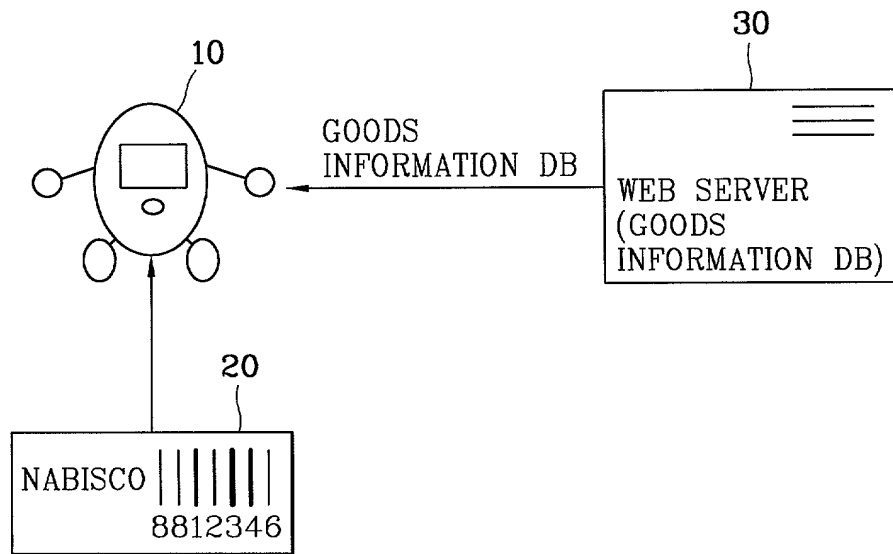 10
30
GOODS
INFORMATION DB
WEB SERVER
(GOODS
INFORMATION DB)
20
NABISCO
8812346